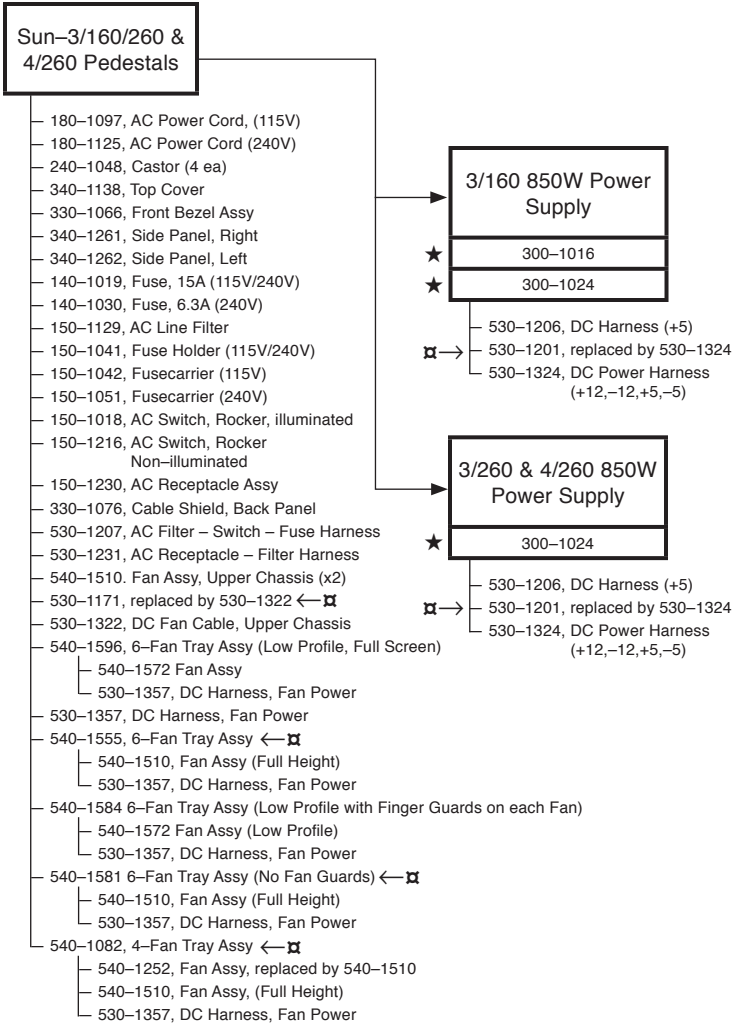 Sun–3/160/260 &
4/260 Pedestals
180–1097, AC Power Cord, (115V)
180–1125, AC Power Cord (240V)
240–1048, Castor (4 ea)
340–1138, Top Cover
330–1066, Front Bezel Assy
340–1261, Side Panel, Right
340–1262, Side Panel, Left
140–1019, Fuse, 15A (115V/240V)
140–1030, Fuse, 6.3A (240V)
150–1129, AC Line Filter
150–1041, Fuse Holder (115V/240V)
150–1042, Fusecarrier (115V)
150–1051, Fusecarrier (240V)
150–1018, AC Switch, Rocker, illuminated
150–1216, AC Switch, Rocker
Non–illuminated
150–1230, AC Receptacle Assy
330–1076, Cable Shield, Back Panel
530–1207, AC Filter – Switch – Fuse Harness
530–1231, AC Receptacle – Filter Harness
540–1510. Fan Assy, Upper Chassis (x2)
530–1171, replaced by 530–1322 ←¤
530–1322, DC Fan Cable, Upper Chassis
540–1596, 6–Fan Tray Assy (Low Profile, Full Screen)
540–1572 Fan Assy
530–1357, DC Harness, Fan Power
530–1357, DC Harness, Fan Power
540–1555, 6–Fan Tray Assy ←¤
540–1510, Fan Assy (Full Height)
530–1357, DC Harness, Fan Power
540–1584 6–Fan Tray Assy (Low Profile with Finger Guards on each Fan)
540–1572 Fan Assy (Low Profile)
530–1357, DC Harness, Fan Power
540–1581 6–Fan Tray Assy (No Fan Guards) ←¤
540–1510, Fan Assy (Full Height)
530–1357, DC Harness, Fan Power
540–1082, 4–Fan Tray Assy ←¤
540–1252, Fan Assy, replaced by 540–1510
540–1510, Fan Assy, (Full Height)
530–1357, DC Harness, Fan Power
3/160 850W Power
Supply
★ 300–1016
★ 300–1024
530–1206, DC Harness (+5)
¤→ 530–1201, replaced by 530–1324
530–1324, DC Power Harness
(+12,–12,+5,–5)
3/260 & 4/260 850W
Power Supply
★ 300–1024
530–1206, DC Harness (+5)
¤→ 530–1201, replaced by 530–1324
530–1324, DC Power Harness
(+12,–12,+5,–5)